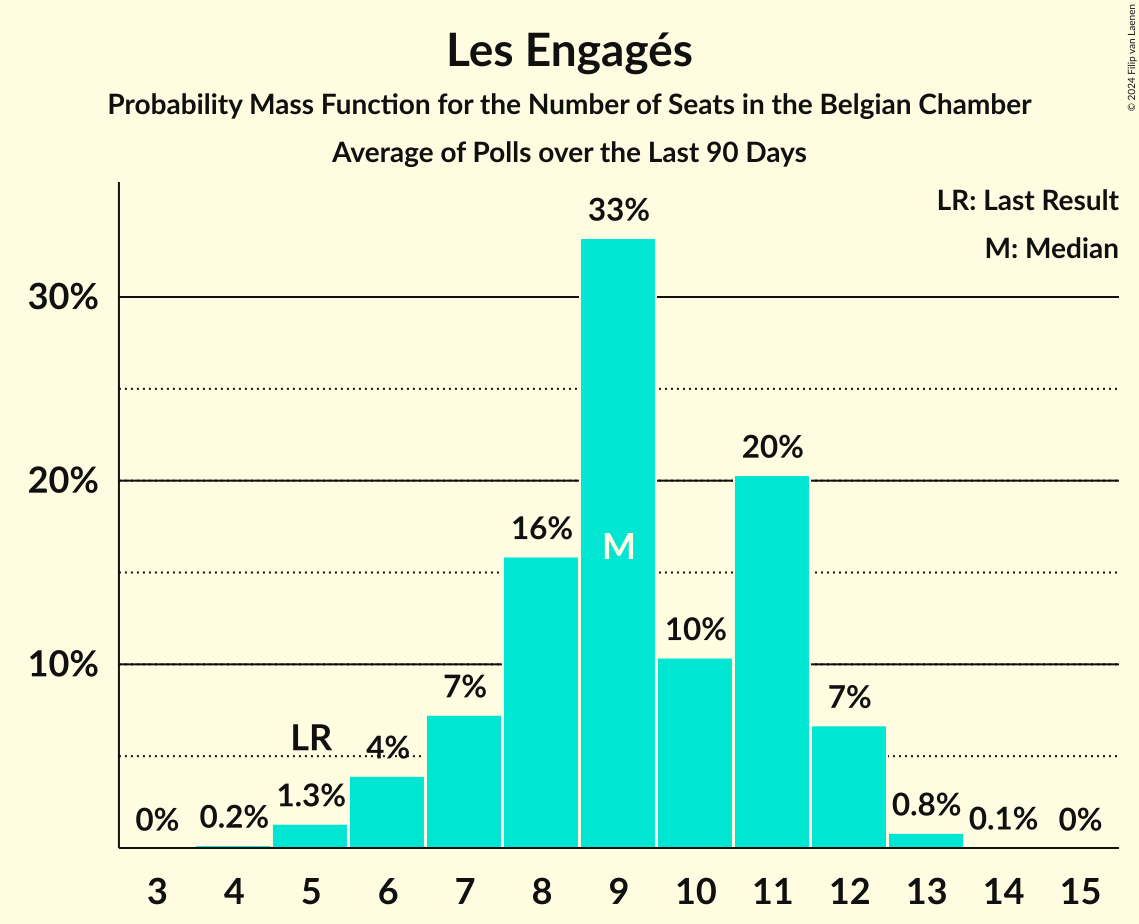 Les Engagés
Probability Mass Function for the Number of Seats in the Belgian Chamber
Average of Polls over the Last 90 Days
© 2024 Filip van Laenen
LR: Last Result
M: Median
33%
30%
20%
20%
16%
M
10%
10%
7%
7%
LR
4%
1.3%
0.8%
0% 0.2% 0.1% 0%
3 4 5 6 7 8 9 10 11 12 13 14 15